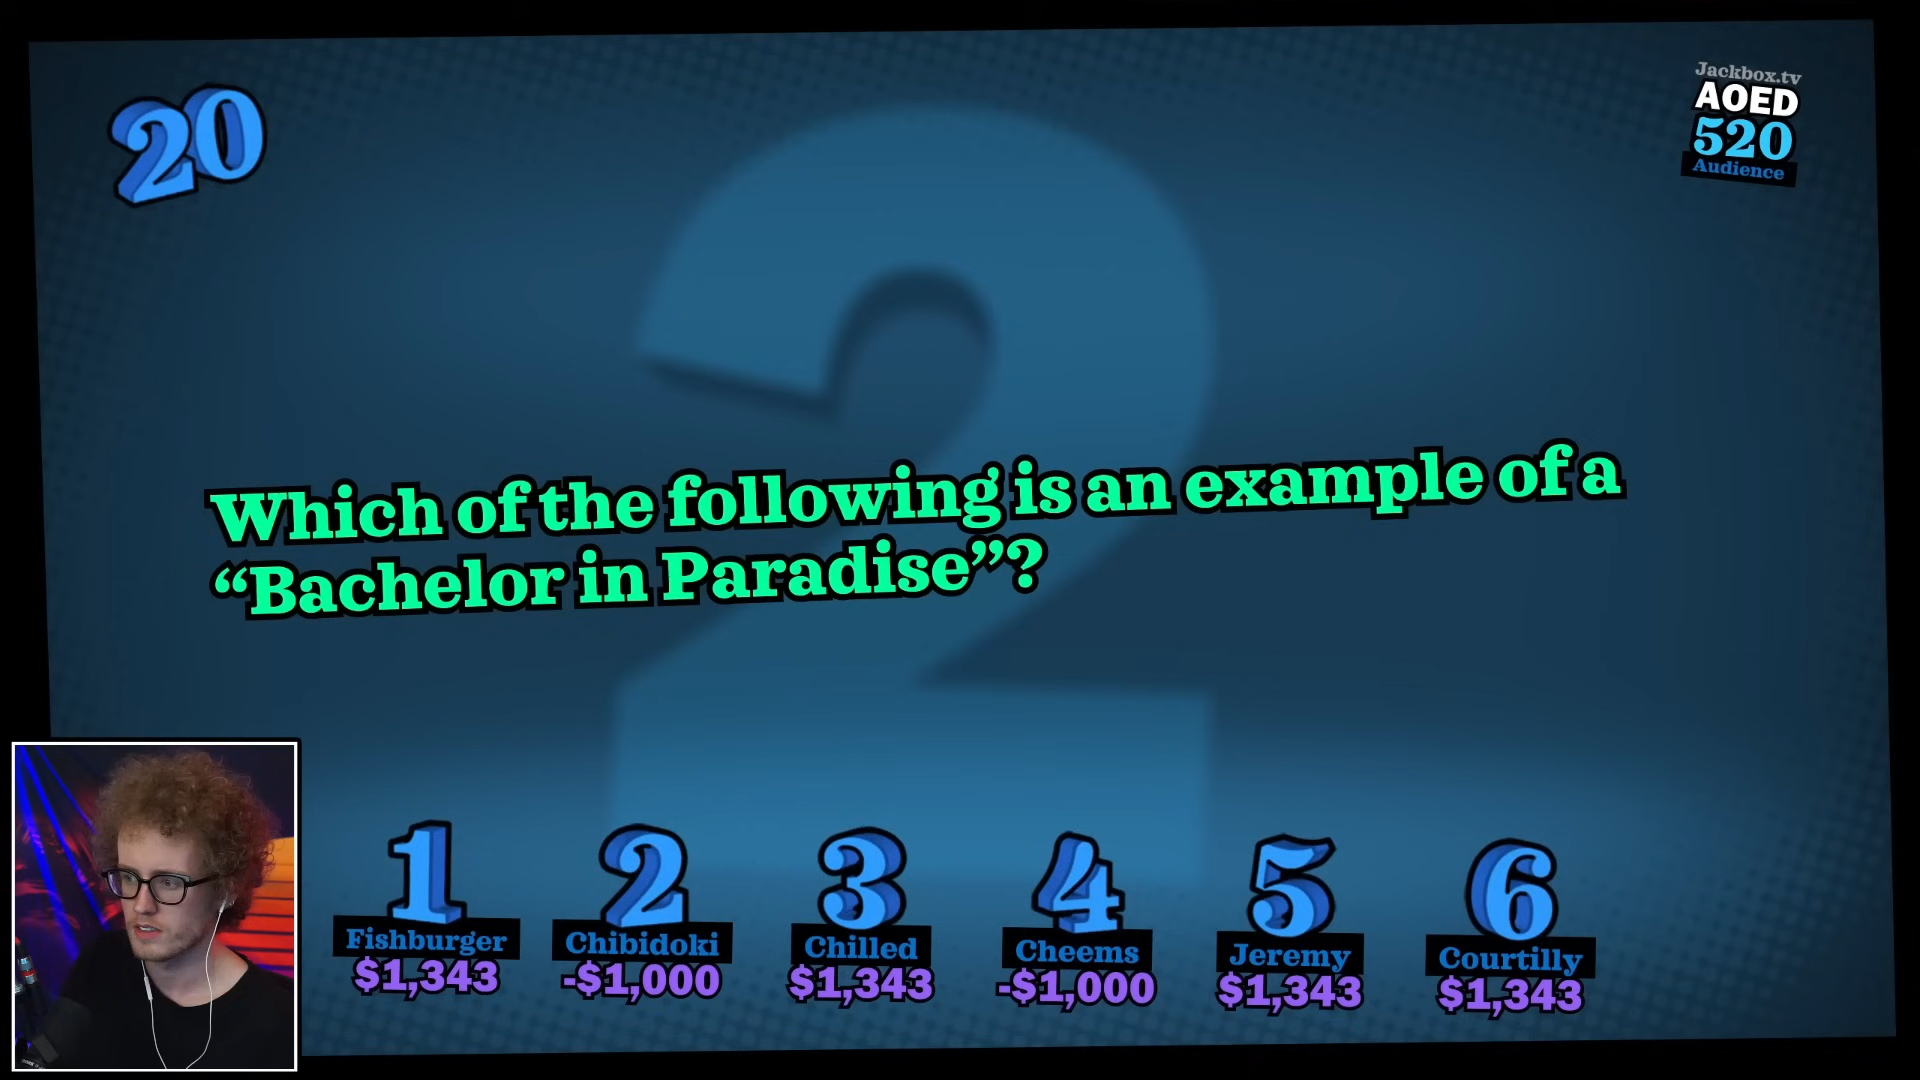 20
Jackbox.tv
AOED
520
Audience
Which of the following is an example of a
“Bachelor in Paradise”?
1
Fishburger
$1,343
2
Chibidoki
-$1,000
3
Chilled
$1,343
4
Cheems
-$1,000
5
Jeremy
$1,343
6
Courtilly
$1,343
2